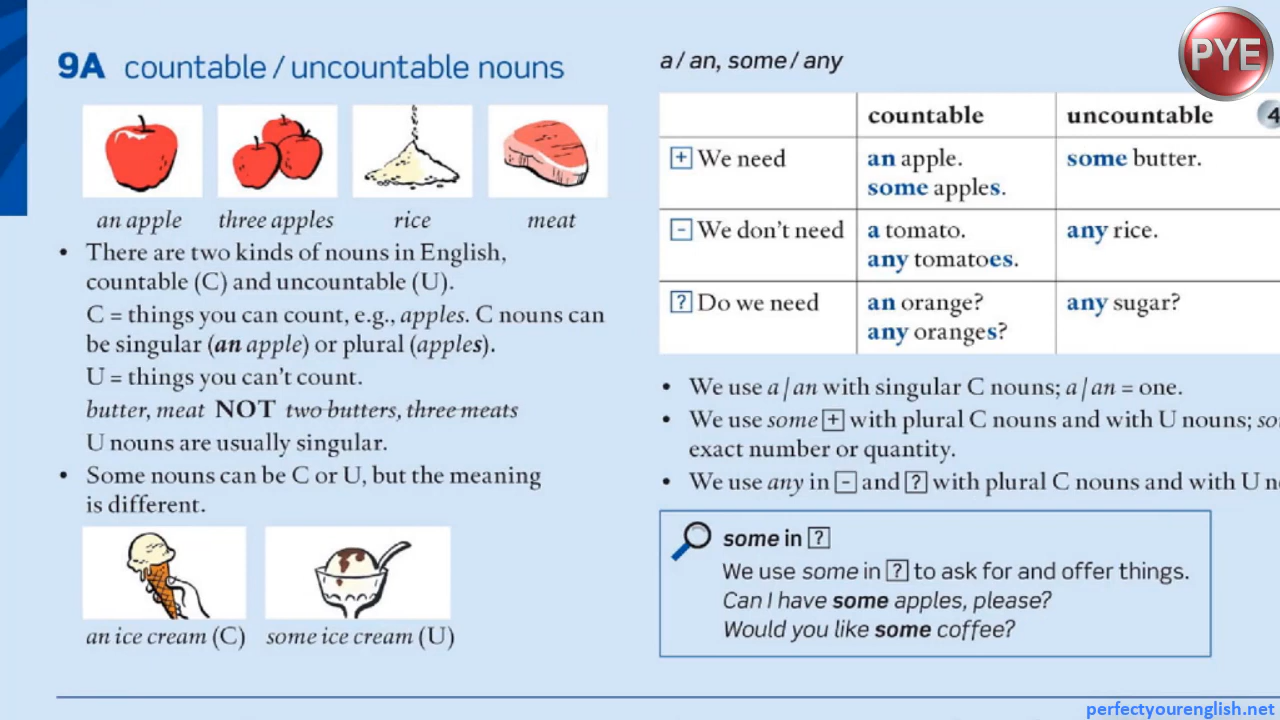 9A countable / uncountable nouns
an apple
three apples
rice
meat
• There are two kinds of nouns in English,
countable (C) and uncountable (U).
C = things you can count, e.g., apples. C nouns can
be singular (an apple) or plural (apples).
U = things you can't count.
butter, meat NOT two butters, three meats
U nouns are usually singular.
• Some nouns can be C or U, but the meaning
is different.
an ice cream (C)
some ice cream (U)
a / an, some / any
countable uncountable 4
+ We need an apple. some butter.
some apples.
- We don't need a tomato. any rice.
any tomatoes.
? Do we need an orange? any sugar?
any oranges?
• We use a / an with singular C nouns; a / an = one.
• We use some + with plural C nouns and with U nouns; so
exact number or quantity.
• We use any in - and ? with plural C nouns and with U n
some in ?
We use some in ? to ask for and offer things.
Can I have some apples, please?
Would you like some coffee?
PYE
perfectyourenglish.net